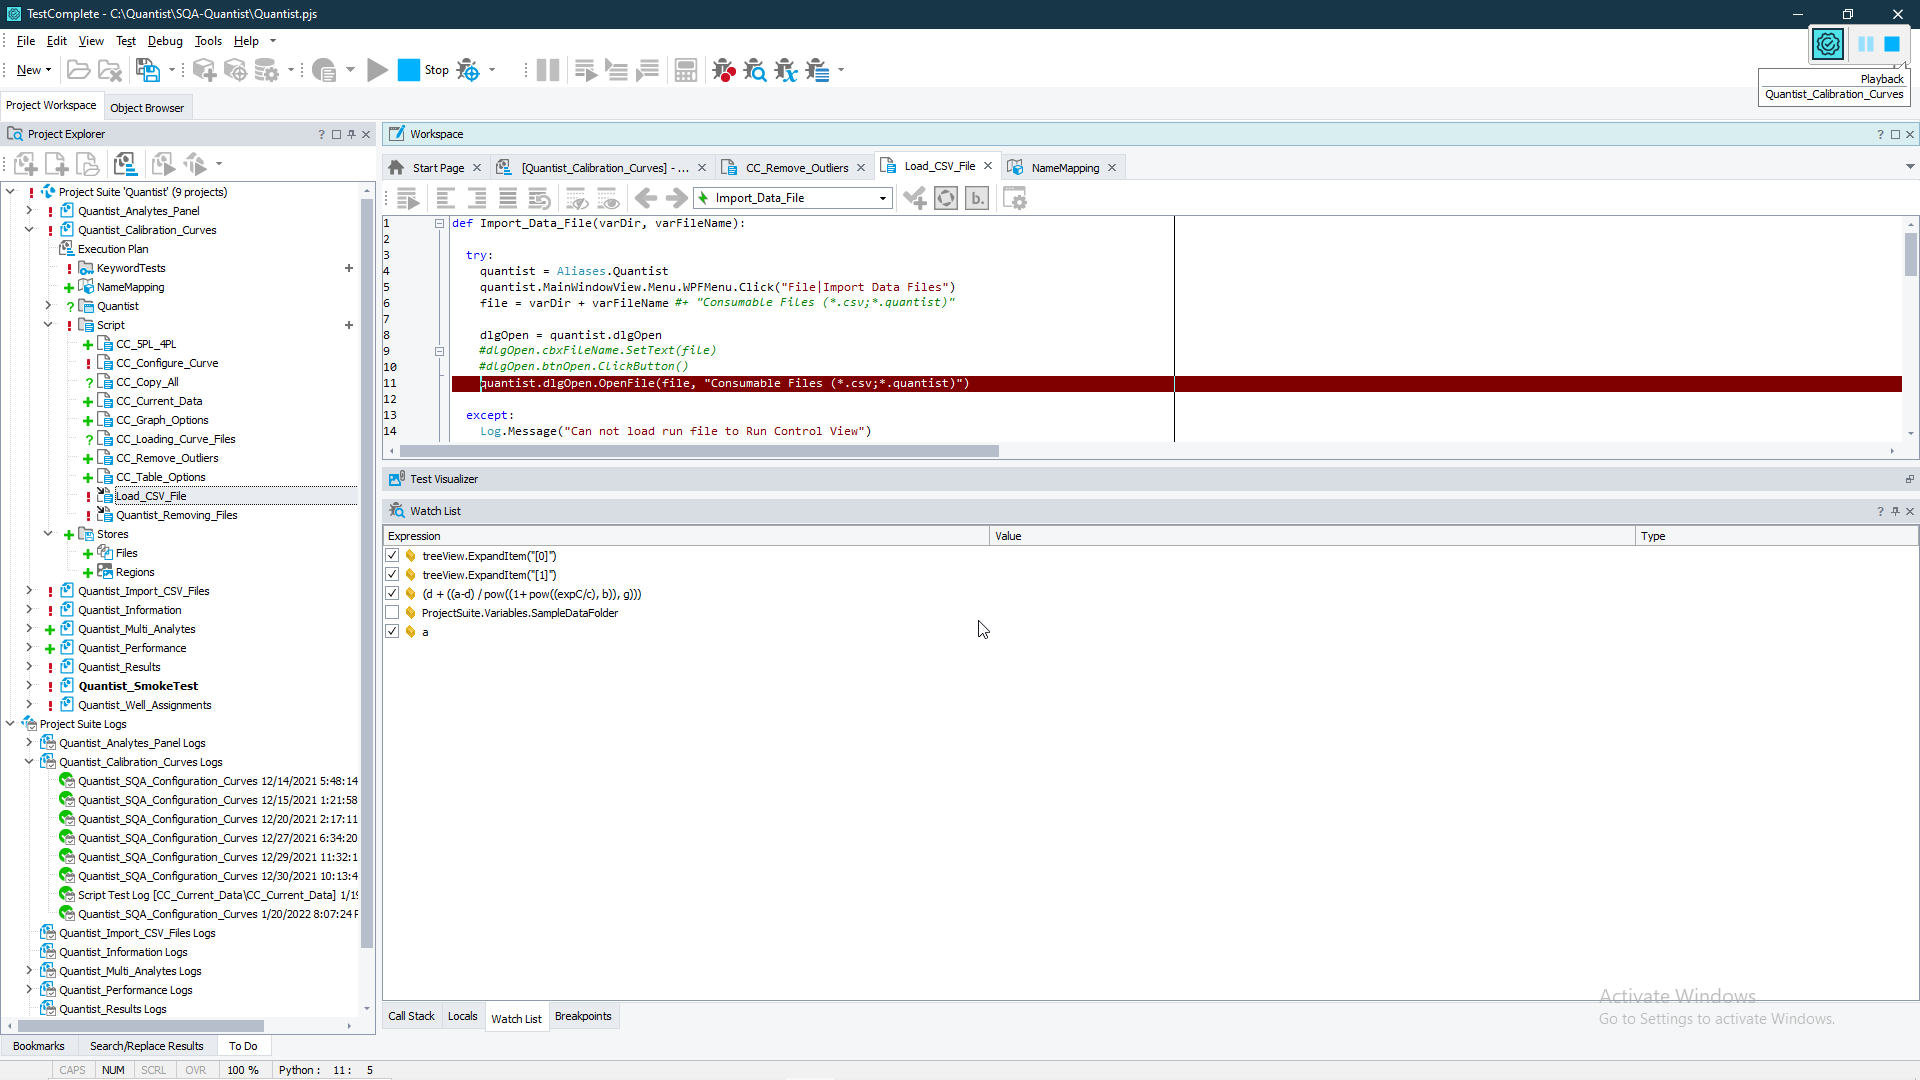 TestComplete - C:\Quantist\SQA-Quantist\Quantist.pjs
File Edit View Test Debug Tools Help
New
Stop
Playback
Quantist_Calibration_Curves
Project Workspace Object Browser
Project Explorer
Project Suite 'Quantist' (9 projects)
Quantist_Analytes_Panel
Quantist_Calibration_Curves
Execution Plan
KeywordTests
NameMapping
Quantist
Script
CC_5PL_4PL
CC_Configure_Curve
CC_Copy_All
CC_Current_Data
CC_Graph_Options
CC_Loading_Curve_Files
CC_Remove_Outliers
CC_Table_Options
Load_CSV_File
Quantist_Removing_Files
Stores
Files
Regions
Quantist_Import_CSV_Files
Quantist_Information
Quantist_Multi_Analytes
Quantist_Performance
Quantist_Results
Quantist_SmokeTest
Quantist_Well_Assignments
Project Suite Logs
Quantist_Analytes_Panel Logs
Quantist_Calibration_Curves Logs
Quantist_SQA_Configuration_Curves 12/14/2021 5:48:14
Quantist_SQA_Configuration_Curves 12/15/2021 1:21:58
Quantist_SQA_Configuration_Curves 12/20/2021 2:17:11
Quantist_SQA_Configuration_Curves 12/27/2021 6:34:20
Quantist_SQA_Configuration_Curves 12/29/2021 11:32:1
Quantist_SQA_Configuration_Curves 12/30/2021 10:13:4
Script Test Log [CC_Current_Data\CC_Current_Data] 1/19
Quantist_SQA_Configuration_Curves 1/20/2022 8:07:24 P
Quantist_Import_CSV_Files Logs
Quantist_Information Logs
Quantist_Multi_Analytes Logs
Quantist_Performance Logs
Quantist_Results Logs
Bookmarks Search/Replace Results To Do
Workspace
Start Page [Quantist_Calibration_Curves] - ... CC_Remove_Outliers Load_CSV_File NameMapping
Import_Data_File b.
1 def Import_Data_File(varDir, varFileName):
2
3 try:
4 quantist = Aliases.Quantist
5 quantist.MainWindowView.Menu.WPFMenu.Click("File|Import Data Files")
6 file = varDir + varFileName #+ "Consumable Files (*.csv;*.quantist)"
7
8 dlgOpen = quantist.dlgOpen
9 #dlgOpen.cbxFileName.SetText(file)
10 #dlgOpen.btnOpen.ClickButton()
11 quantist.dlgOpen.OpenFile(file, "Consumable Files (*.csv;*.quantist)")
12
13 except:
14 Log.Message("Can not load run file to Run Control View")
Test Visualizer
Watch List
Expression Value Type
treeView.ExpandItem("[0]")
treeView.ExpandItem("[1]")
(d + ((a-d) / pow((1+ pow((expC/c), b)), g)))
ProjectSuite.Variables.SampleDataFolder
a
Activate Windows
Go to Settings to activate Windows.
Call Stack Locals Watch List Breakpoints
CAPS NUM SCRL OVR 100 % Python : 11 : 5